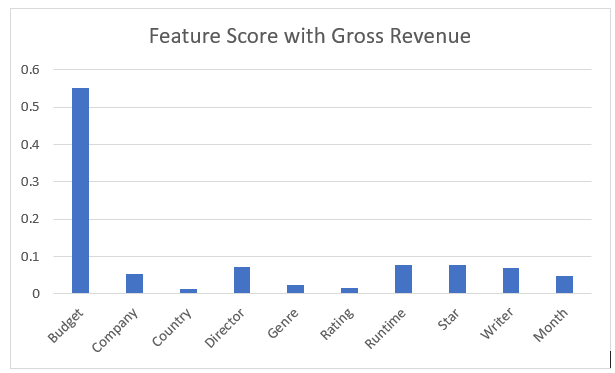 Feature Score with Gross Revenue
0.6
0.5
0.4
0.3
0.2
0.1
0
Budget
Company
Country
Director
Genre
Rating
Runtime
Star
Writer
Month